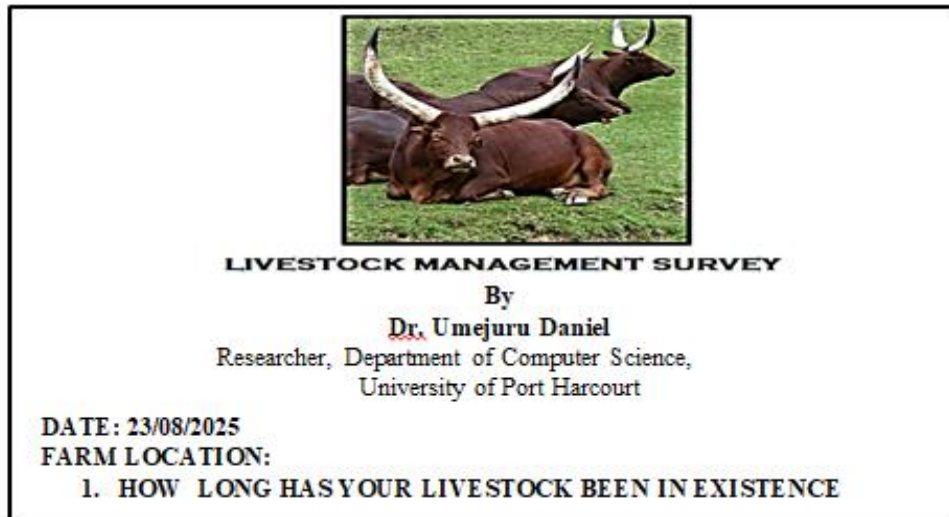 LIVESTOCK MANAGEMENT SURVEY
By
Dr. Umejuru Daniel
Researcher, Department of Computer Science,
University of Port Harcourt
DATE: 23/08/2025
FARM LOCATION:
1. HOW LONG HAS YOUR LIVESTOCK BEEN IN EXISTENCE